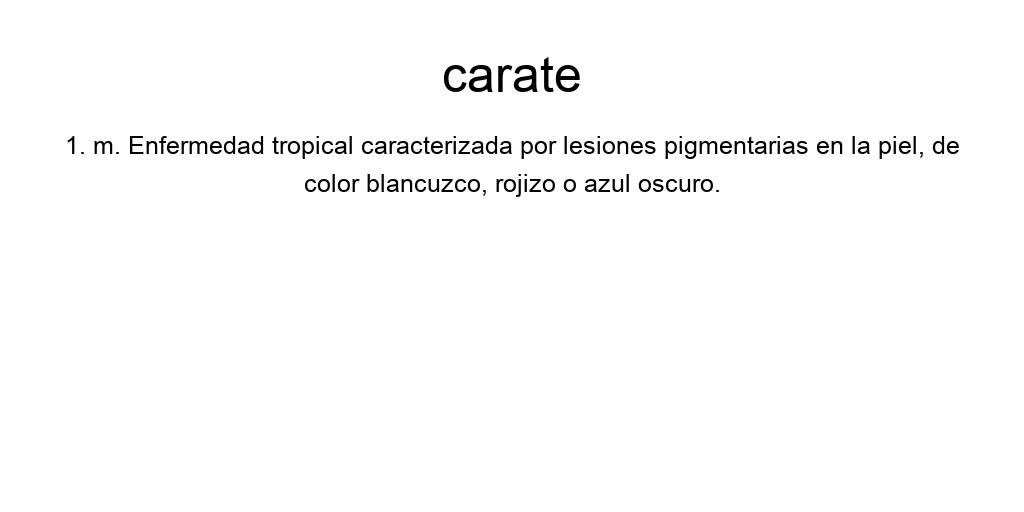 carate
1. m. Enfermedad tropical caracterizada por lesiones pigmentarias en la piel, de
color blancuzco, rojizo o azul oscuro.